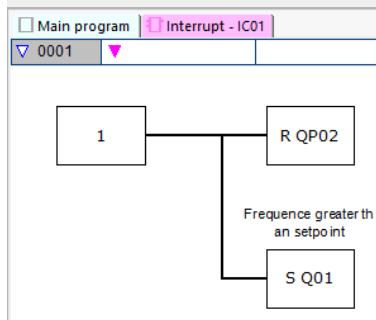 Main program Interrupt - IC01
0001
1 R QP02
Frequence greater th
an setpoint
S Q01